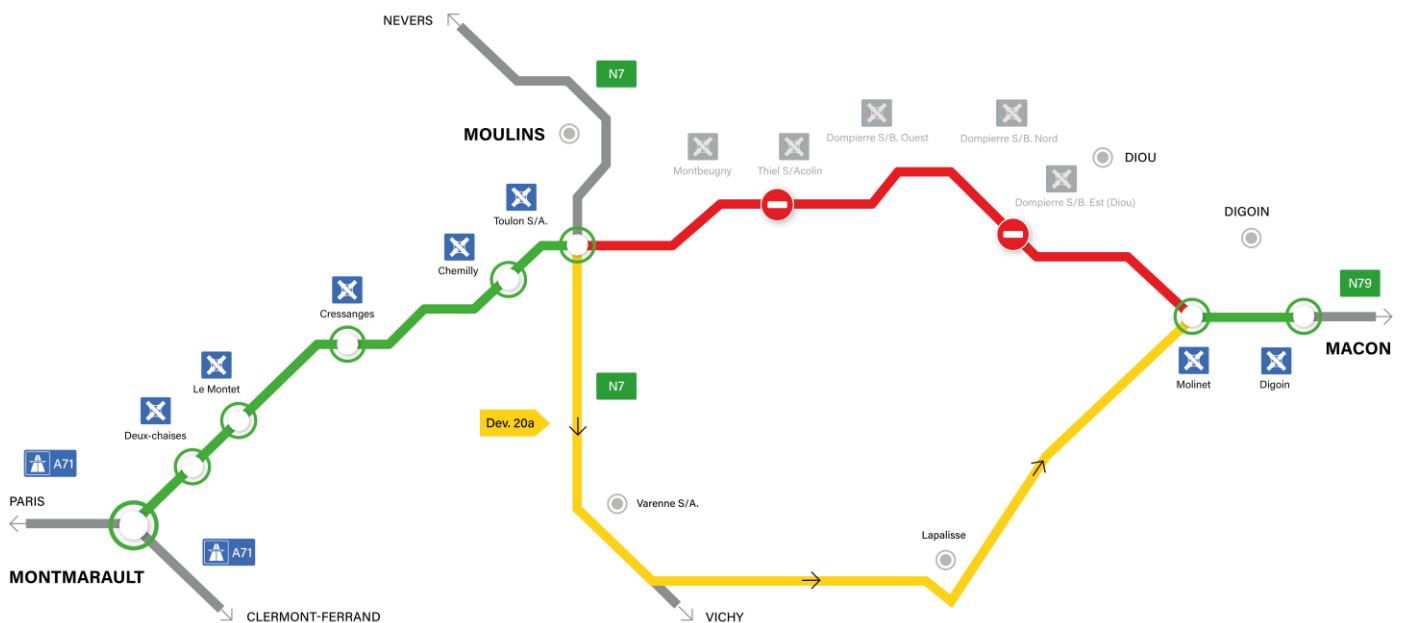 NEVERS
N7
MOULINS
Dompierre S/B. Ouest
Dompierre S/B. Nord
DIOU
Montbeugny
Thiel S/Acolin
Dompierre S/B. Est (Diou)
Toulon S/A.
DIGOIN
Chemilly
N79
Cressanges
MACON
Le Montet
Molinet
Digoin
N7
Dev. 20a
Deux-chaises
A71
PARIS
Varenne S/A.
Lapalisse
A71
MONTMARAULT
CLERMONT-FERRAND
VICHY